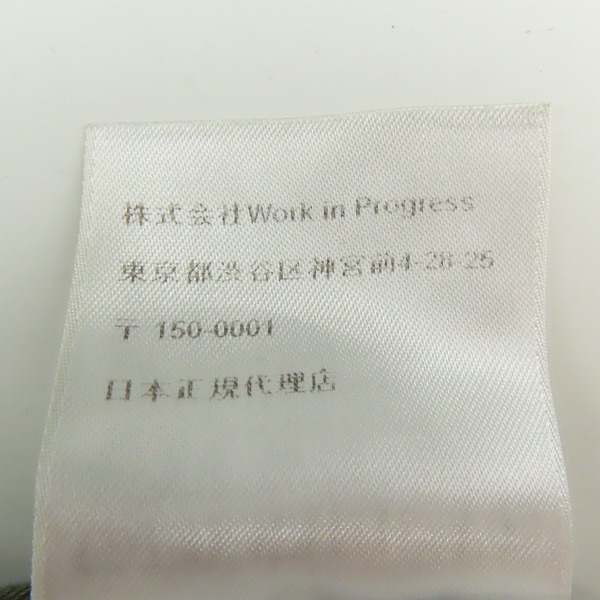 株式会社Work in Progress
東京都渋谷区神宮前4-28-25
〒150-0001
日本正規代理店